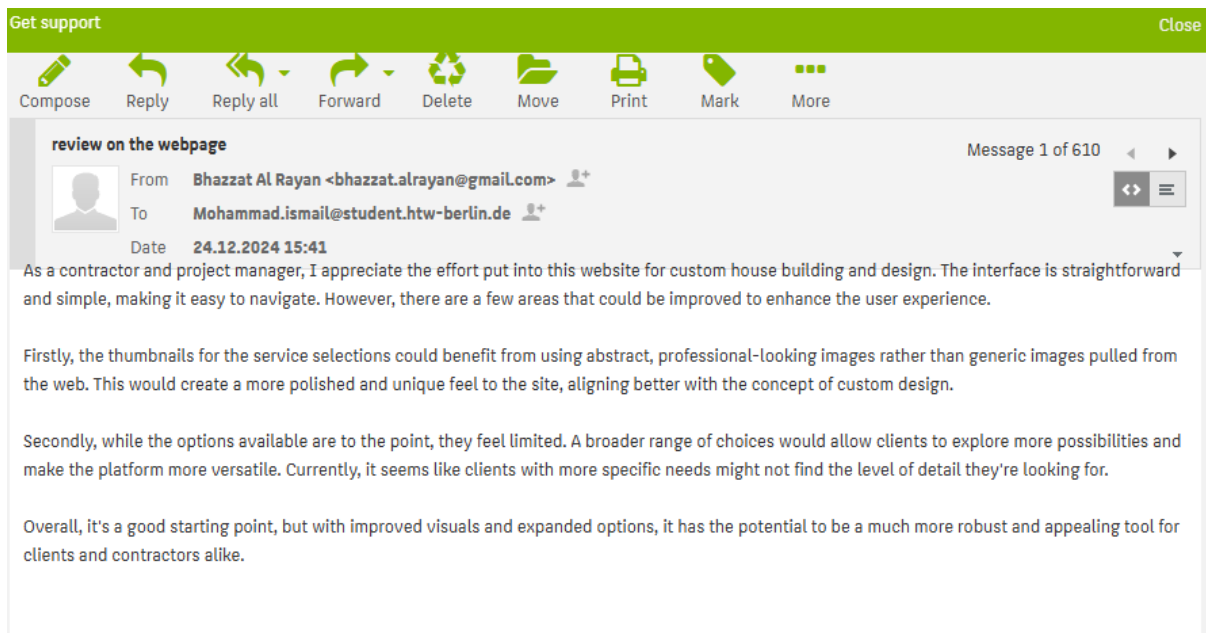 Get support
Close
Compose
Reply
Reply all
Forward
Delete
Move
Print
Mark
More
review on the webpage
Message 1 of 610
From Bhazzat Al Rayan <bhazzat.alrayan@gmail.com>
To Mohammad.ismail@student.htw-berlin.de
Date 24.12.2024 15:41
As a contractor and project manager, I appreciate the effort put into this website for custom house building and design. The interface is straightforward
and simple, making it easy to navigate. However, there are a few areas that could be improved to enhance the user experience.
Firstly, the thumbnails for the service selections could benefit from using abstract, professional-looking images rather than generic images pulled from
the web. This would create a more polished and unique feel to the site, aligning better with the concept of custom design.
Secondly, while the options available are to the point, they feel limited. A broader range of choices would allow clients to explore more possibilities and
make the platform more versatile. Currently, it seems like clients with more specific needs might not find the level of detail they're looking for.
Overall, it's a good starting point, but with improved visuals and expanded options, it has the potential to be a much more robust and appealing tool for
clients and contractors alike.